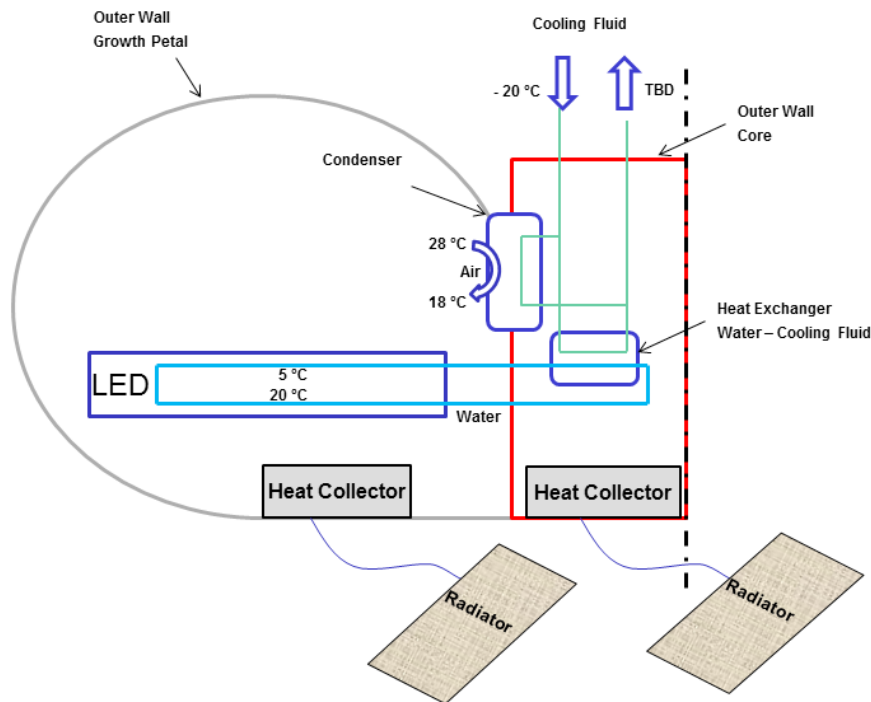 Outer Wall
Growth Petal
Cooling Fluid
- 20 °C
TBD
Outer Wall
Core
Condenser
28 °C
Air
18 °C
Heat Exchanger
Water – Cooling Fluid
LED
5 °C
20 °C
Water
Heat Collector
Heat Collector
Radiator
Radiator